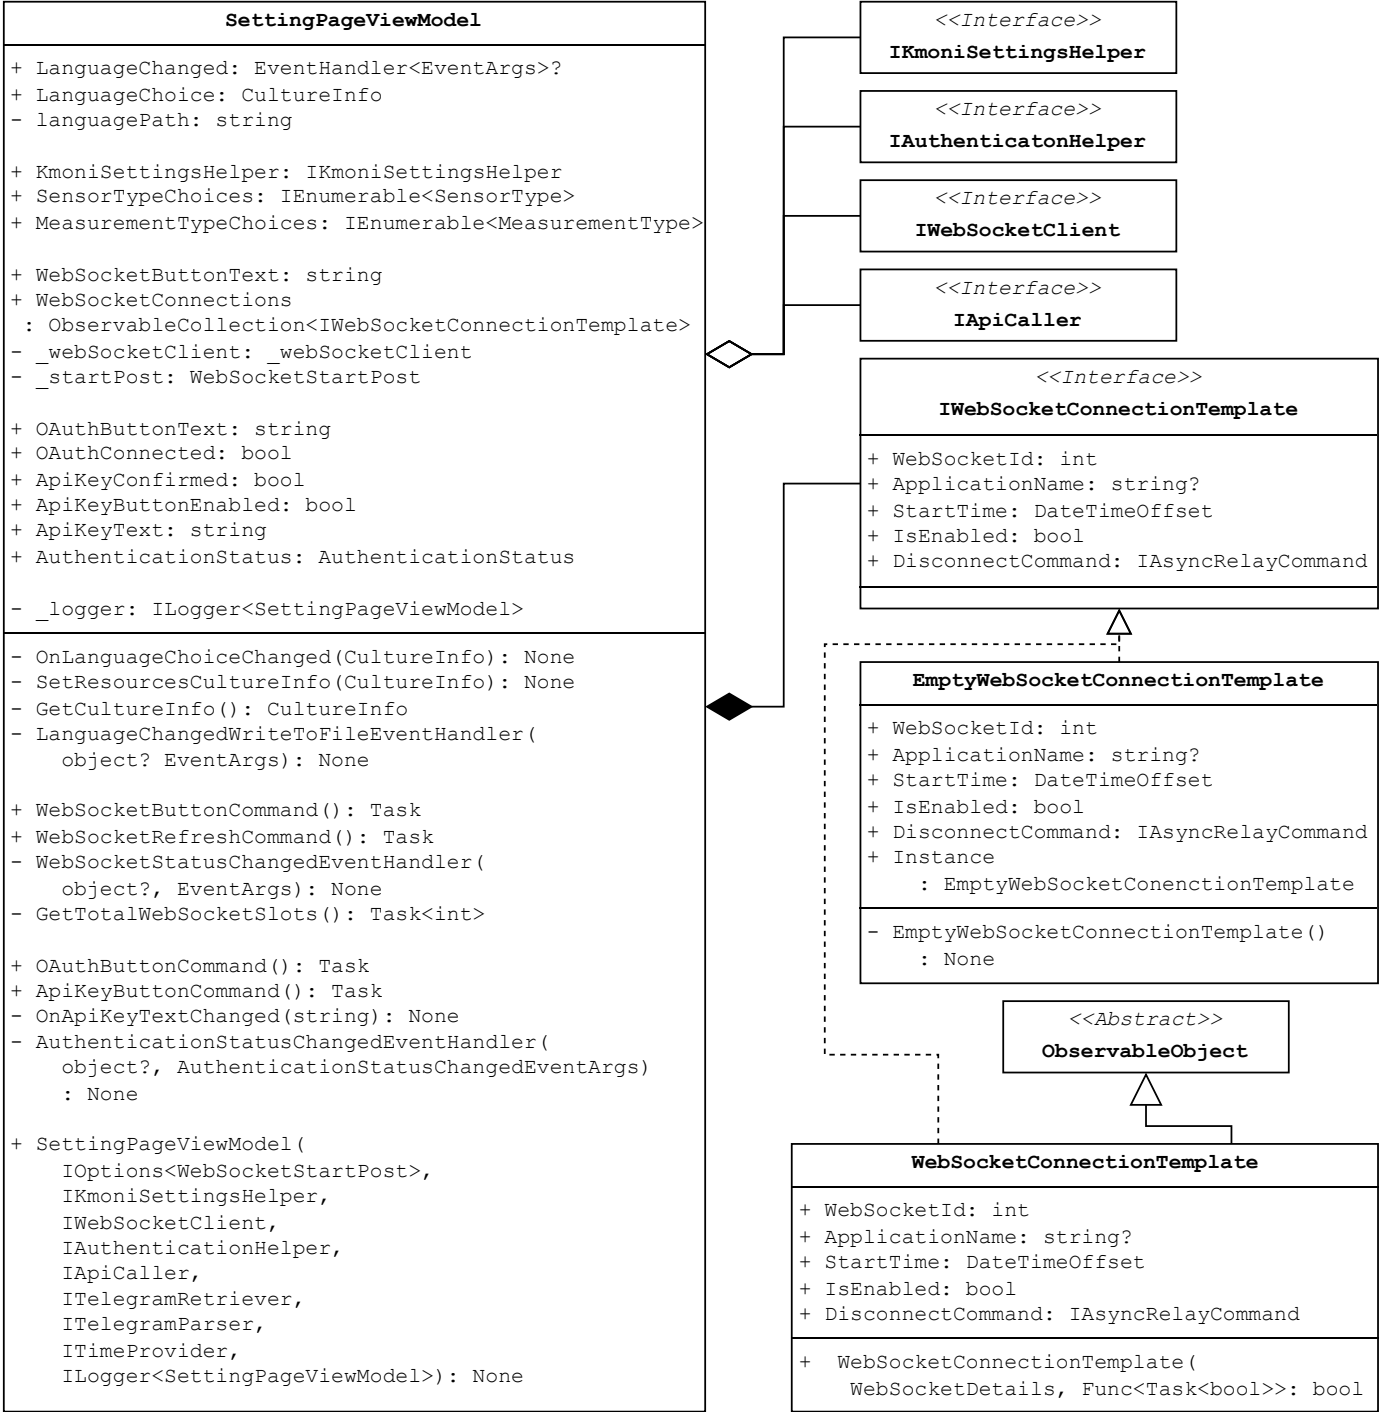 SettingPageViewModel
+ LanguageChanged: EventHandler<EventArgs>?
+ LanguageChoice: CultureInfo
- languagePath: string
+ KmoniSettingsHelper: IKmoniSettingsHelper
+ SensorTypeChoices: IEnumerable<SensorType>
+ MeasurementTypeChoices: IEnumerable<MeasurementType>
+ WebSocketButtonText: string
+ WebSocketConnections
: ObservableCollection<IWebSocketConnectionTemplate>
- _webSocketClient: _webSocketClient
- _startPost: WebSocketStartPost
+ OAuthButtonText: string
+ OAuthConnected: bool
+ ApiKeyConfirmed: bool
+ ApiKeyButtonEnabled: bool
+ ApiKeyText: string
+ AuthenticationStatus: AuthenticationStatus
- _logger: ILogger<SettingPageViewModel>
- OnLanguageChoiceChanged(CultureInfo): None
- SetResourcesCultureInfo(CultureInfo): None
- GetCultureInfo(): CultureInfo
- LanguageChangedWriteToFileEventHandler(
object? EventArgs): None
+ WebSocketButtonCommand(): Task
+ WebSocketRefreshCommand(): Task
- WebSocketStatusChangedEventHandler(
object?, EventArgs): None
- GetTotalWebSocketSlots(): Task<int>
+ OAuthButtonCommand(): Task
+ ApiKeyButtonCommand(): Task
- OnApiKeyTextChanged(string): None
- AuthenticationStatusChangedEventHandler(
object?, AuthenticationStatusChangedEventArgs)
: None
+ SettingPageViewModel(
IOptions<WebSocketStartPost>,
IKmoniSettingsHelper,
IWebSocketClient,
IAuthenticationHelper,
IApiCaller,
ITelegramRetriever,
ITelegramParser,
ITimeProvider,
ILogger<SettingPageViewModel>): None
<<Interface>>
IKmoniSettingsHelper
<<Interface>>
IAuthenticatonHelper
<<Interface>>
IWebSocketClient
<<Interface>>
IApiCaller
<<Interface>>
IWebSocketConnectionTemplate
+ WebSocketId: int
+ ApplicationName: string?
+ StartTime: DateTimeOffset
+ IsEnabled: bool
+ DisconnectCommand: IAsyncRelayCommand
EmptyWebSocketConnectionTemplate
+ WebSocketId: int
+ ApplicationName: string?
+ StartTime: DateTimeOffset
+ IsEnabled: bool
+ DisconnectCommand: IAsyncRelayCommand
+ Instance
: EmptyWebSocketConenctionTemplate
- EmptyWebSocketConnectionTemplate()
: None
<<Abstract>>
ObservableObject
WebSocketConnectionTemplate
+ WebSocketId: int
+ ApplicationName: string?
+ StartTime: DateTimeOffset
+ IsEnabled: bool
+ DisconnectCommand: IAsyncRelayCommand
+ WebSocketConnectionTemplate(
WebSocketDetails, Func<Task<bool>>: bool